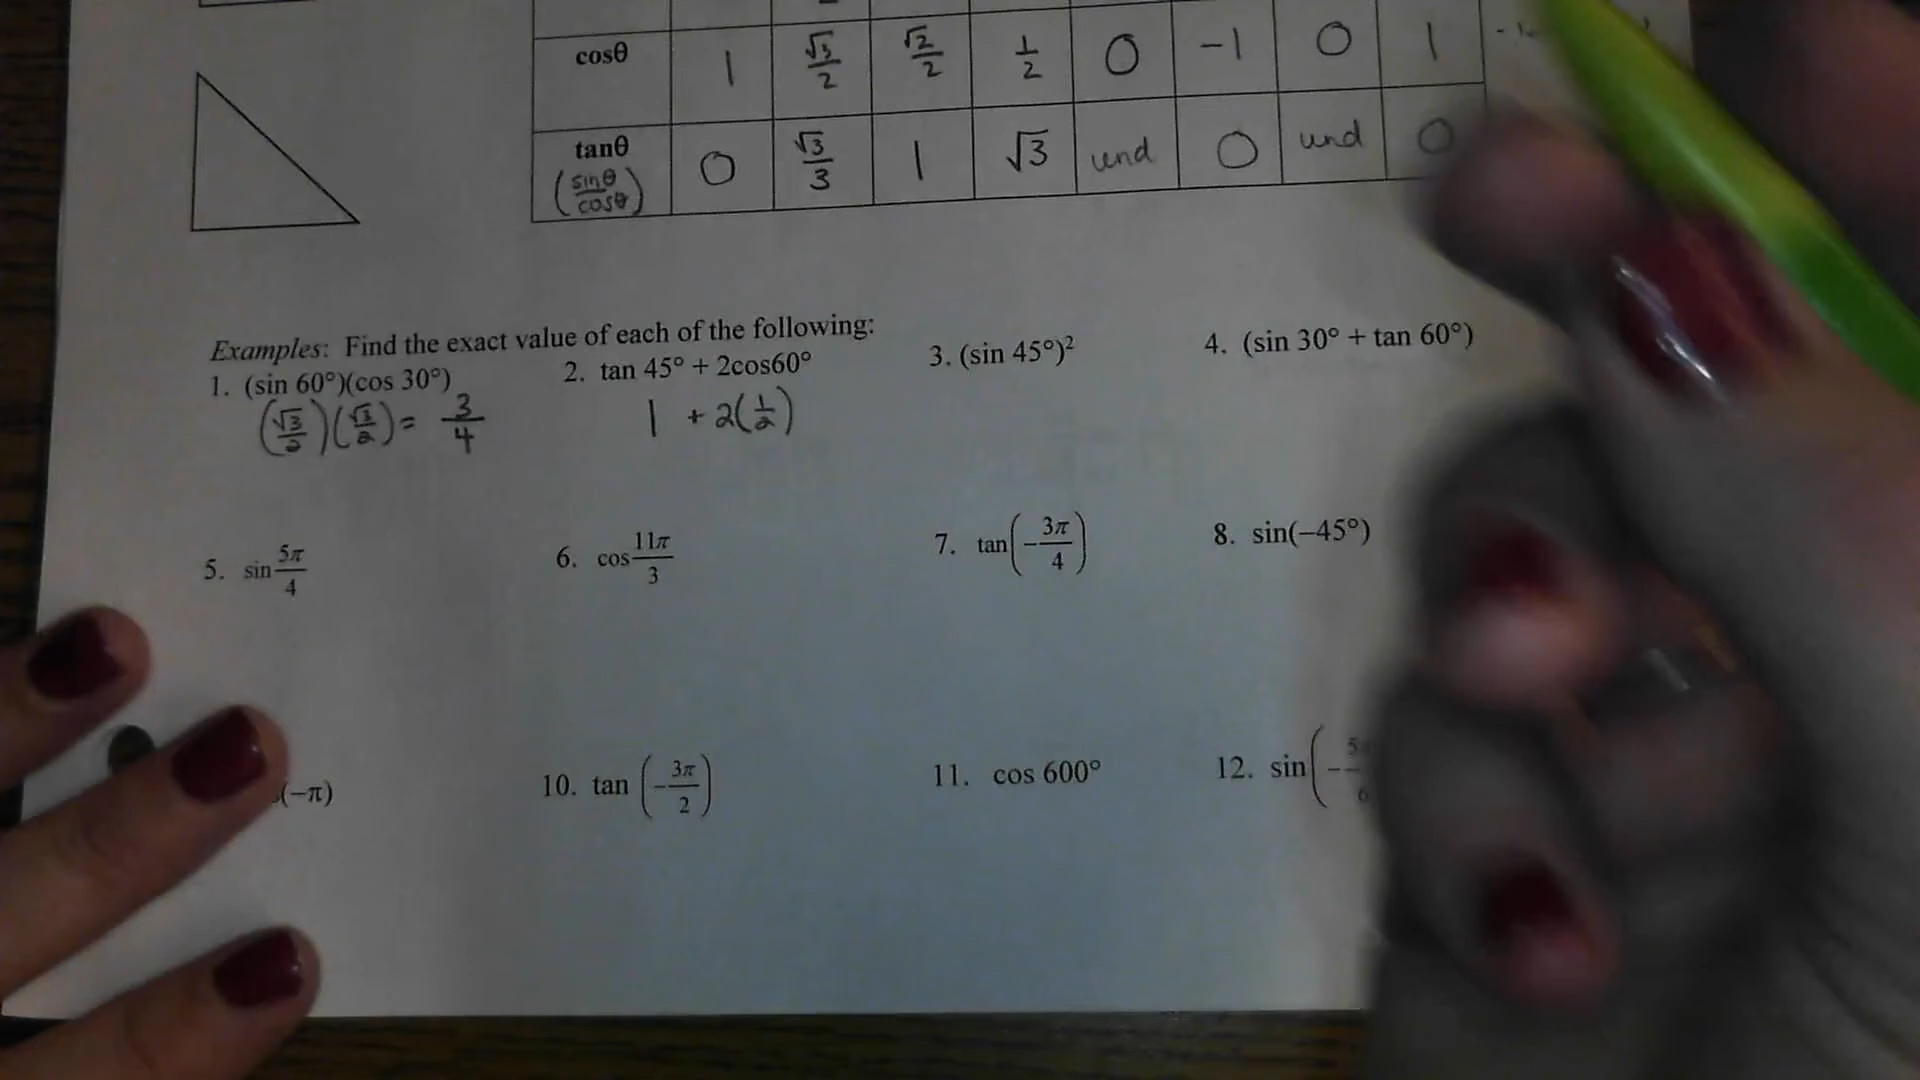 cosθ 1 √3/2 √2/2 1/2 0 -1 0 1
tanθ (sinθ/cosθ) 0 √3/3 1 √3 und 0 und 0
Examples: Find the exact value of each of the following:
1. (sin 60°)(cos 30°) 2. tan 45° + 2cos60° 3. (sin 45°)² 4. (sin 30° + tan 60°)
(√3/2)(√3/2) = 3/4 1 + 2(1/2)
5. sin 5π/4 6. cos 11π/3 7. tan(-3π/4) 8. sin(–45°)
(–π) 10. tan (-3π/2) 11. cos 600° 12. sin(-5